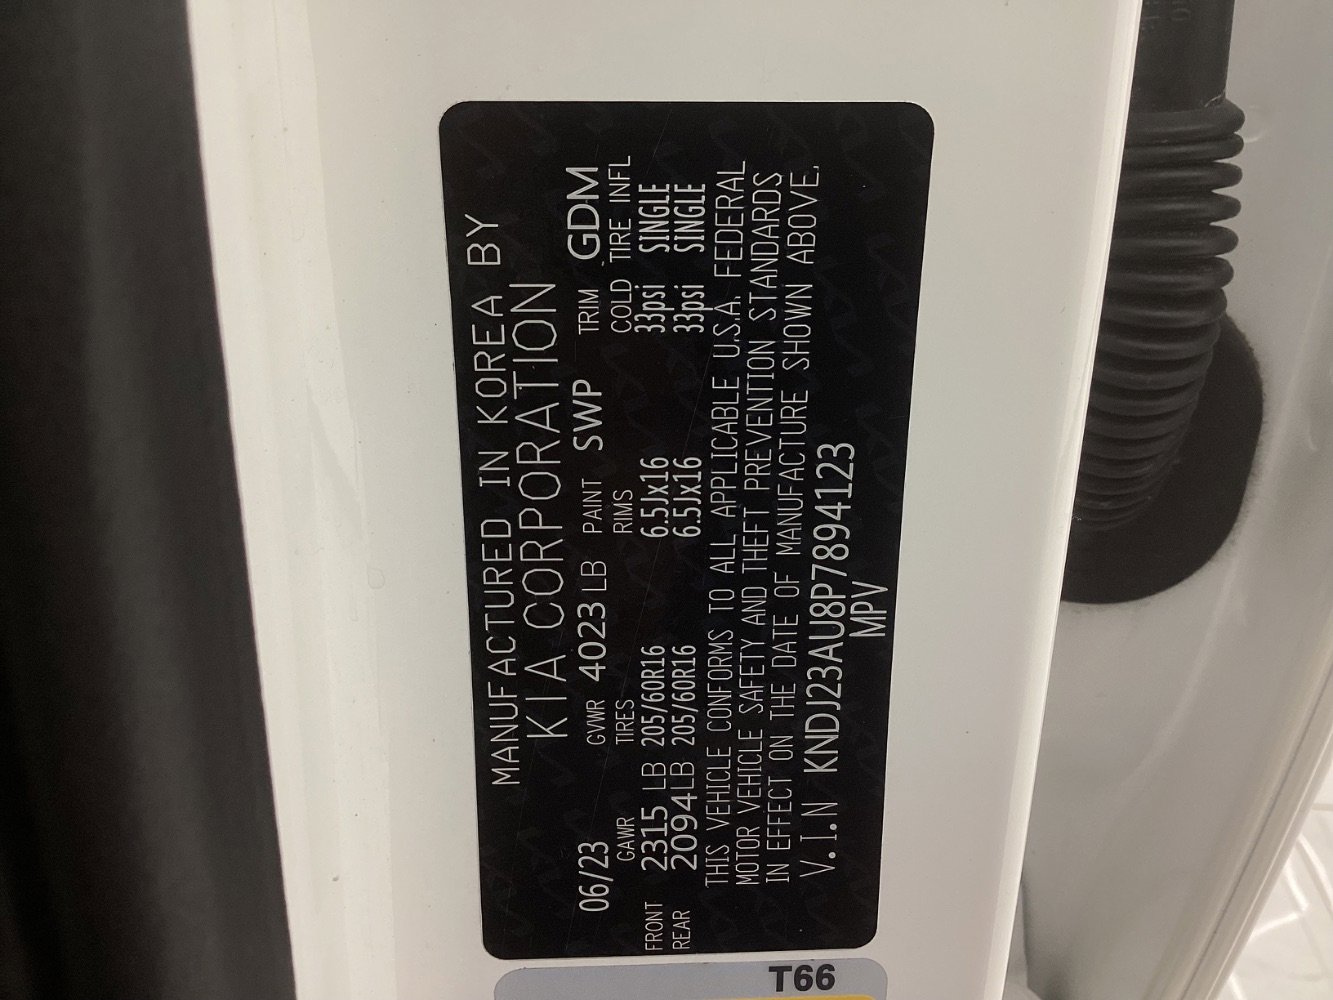 MANUFACTURED IN KOREA BY
KIA CORPORATION
06/23 GVWR 4023 LB PAINT SWP TRIM GDM
GAWR TIRES RIMS COLD TIRE INFL
FRONT 2315 LB 205/60R16 6.5Jx16 33psi SINGLE
REAR 2094 LB 205/60R16 6.5Jx16 33psi SINGLE
THIS VEHICLE CONFORMS TO ALL APPLICABLE U.S.A. FEDERAL
MOTOR VEHICLE SAFETY AND THEFT PREVENTION STANDARDS
IN EFFECT ON THE DATE OF MANUFACTURE SHOWN ABOVE.
V.I.N KNDJ23AU8P7894123
MPV
T66